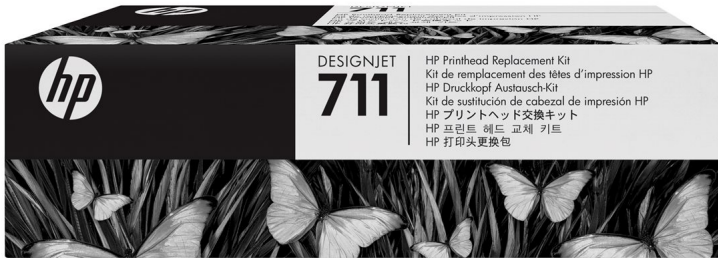 hp
711
hp
DESIGNJET
711
HP Printhead Replacement Kit
Kit de remplacement des têtes d'impression HP
HP Druckkopf Austausch-Kit
Kit de sustitución de cabezal de impresión HP
HP プリントヘッド交換キット
HP 프린트 헤드 교체 키트
HP 打印头更换包